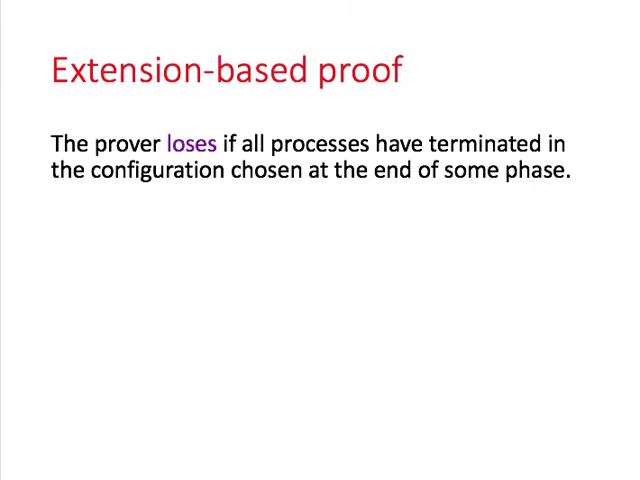 Extension-based proof
The prover loses if all processes have terminated in
the configuration chosen at the end of some phase.